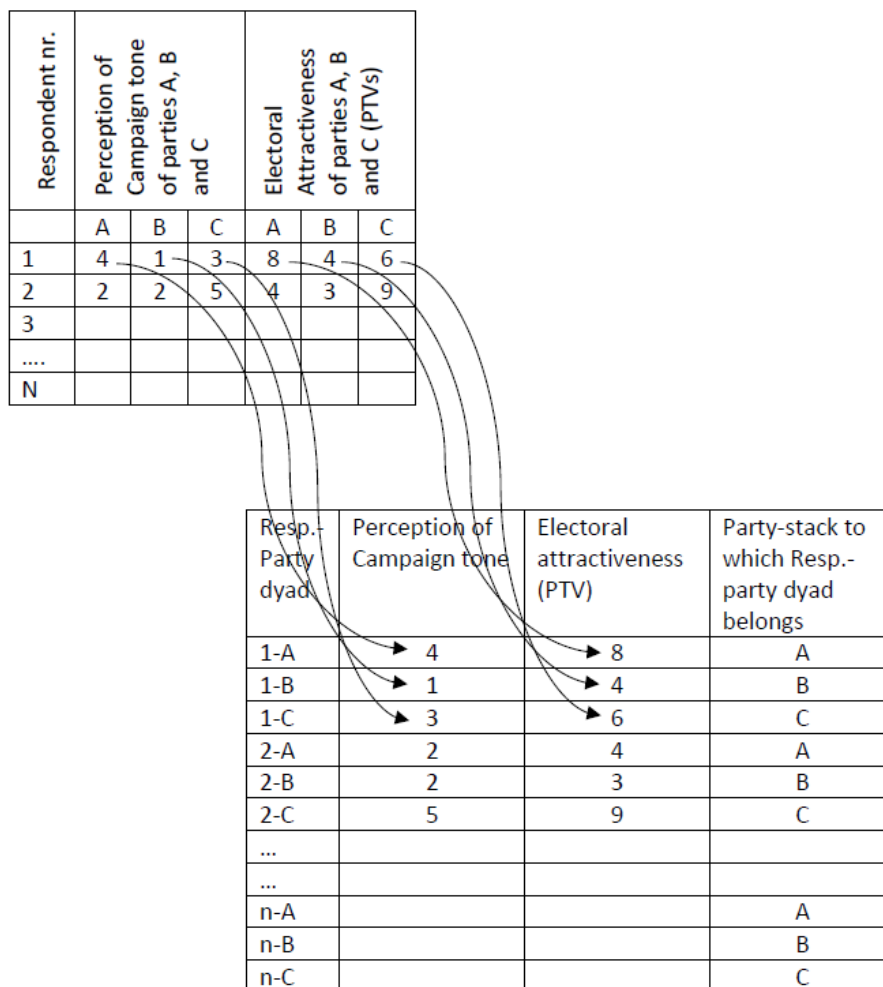 Respondent nr.
Perception of
Campaign tone
of parties A, B
and C
Electoral
Attractiveness
of parties A, B
and C (PTVs)
A B C A B C
1 4 1 3 8 4 6
2 2 2 5 4 3 9
3
....
N
Resp.- Perception of Electoral Party-stack to
Party Campaign tone attractiveness which Resp.-
dyad (PTV) party dyad
belongs
1-A 4 8 A
1-B 1 4 B
1-C 3 6 C
2-A 2 4 A
2-B 2 3 B
2-C 5 9 C
...
...
n-A A
n-B B
n-C C